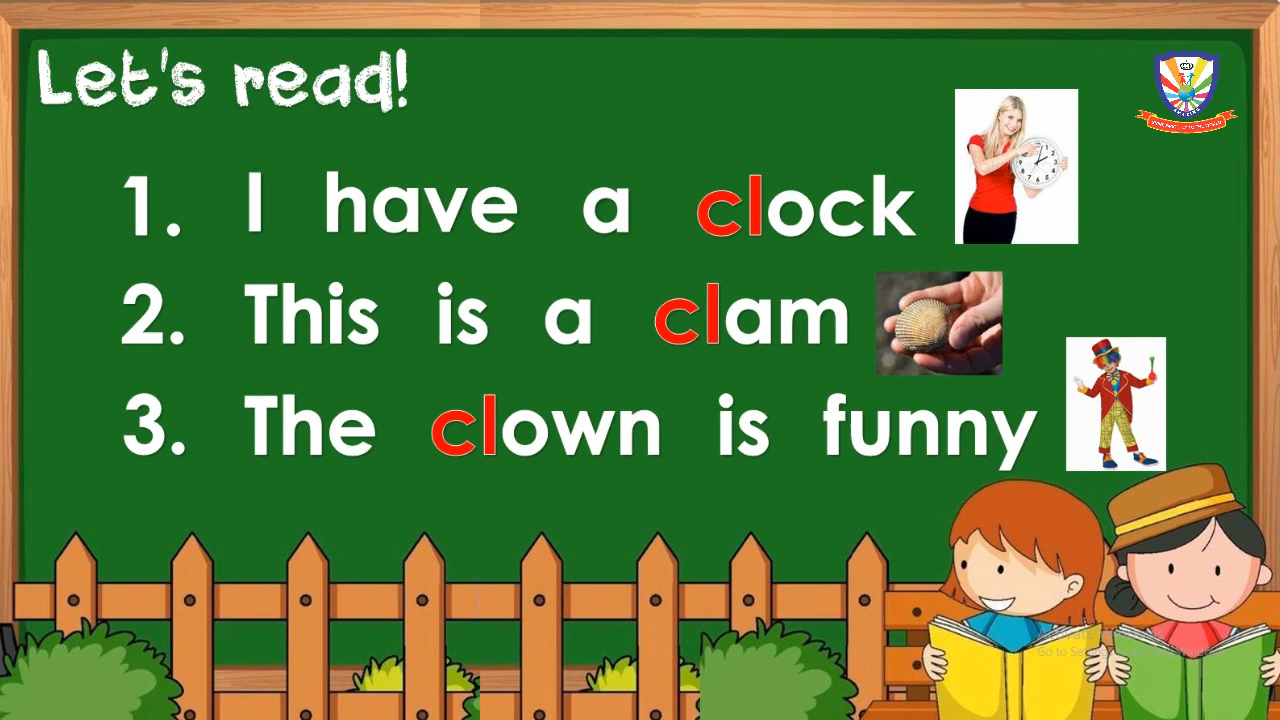 Let's read!
1. I have a clock
2. This is a clam
3. The clown is funny